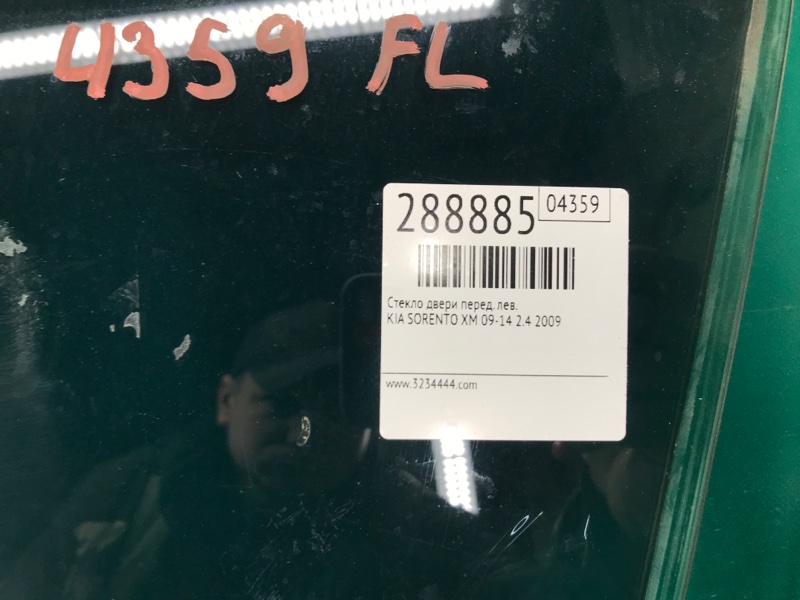 4359 FL
288885 04359
Стекло двери перед. лев.
KIA SORENTO XM 09-14 2.4 2009
www.3234444.com